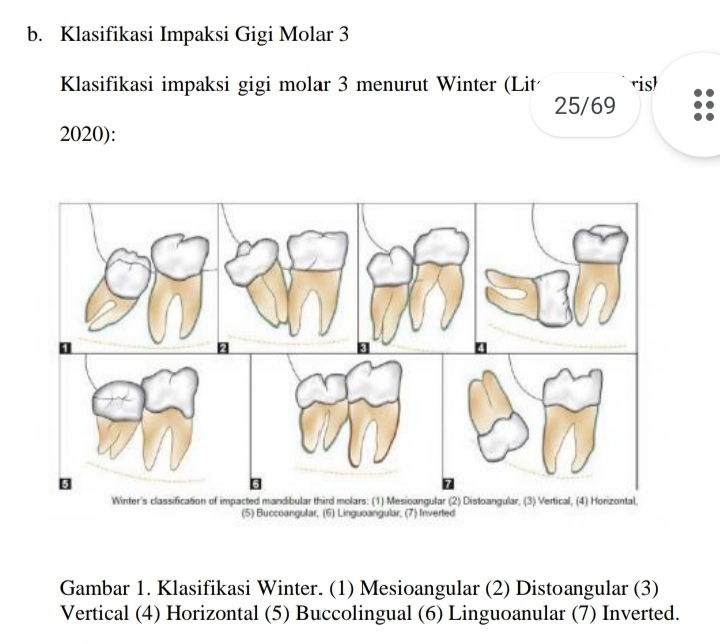 b. Klasifikasi Impaksi Gigi Molar 3
Klasifikasi impaksi gigi molar 3 menurut Winter
25/69
2020):
1
2
3
4
5
6
7
Winter's classification of impacted mandibular third molars: (1) Mesioangular (2) Distoangular, (3) Vertical, (4) Horizontal,
(5) Buccoangular, (6) Linguoangular, (7) Inverted
Gambar 1. Klasifikasi Winter. (1) Mesioangular (2) Distoangular (3)
Vertical (4) Horizontal (5) Buccolingual (6) Linguoanular (7) Inverted.